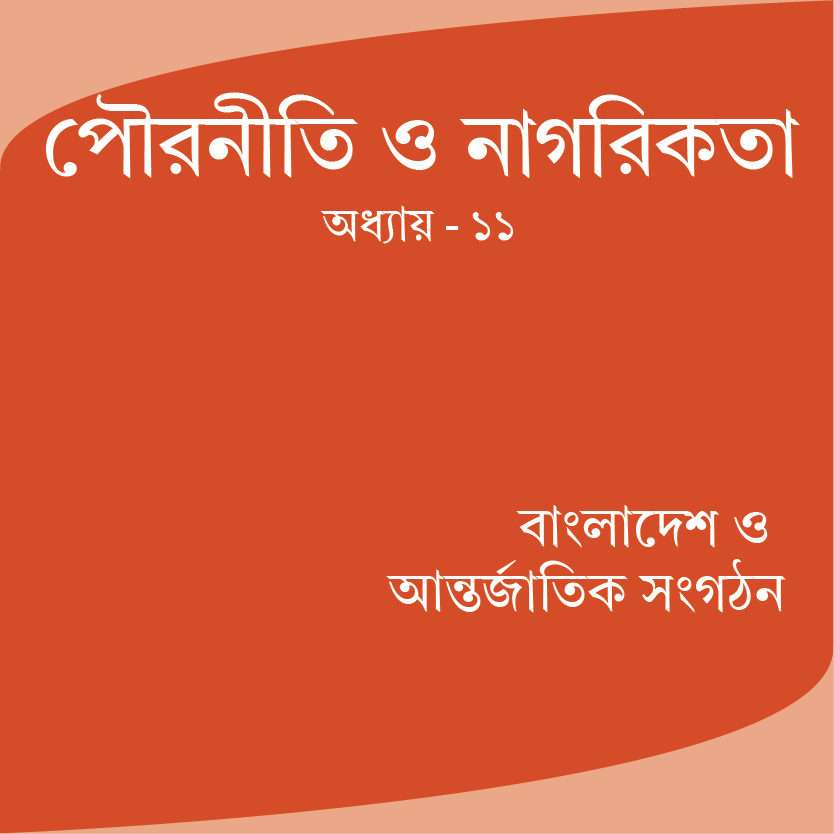 পৌরনীতি ও নাগরিকতা
অধ্যায় - ১১
বাংলাদেশ ও
আন্তর্জাতিক সংগঠন